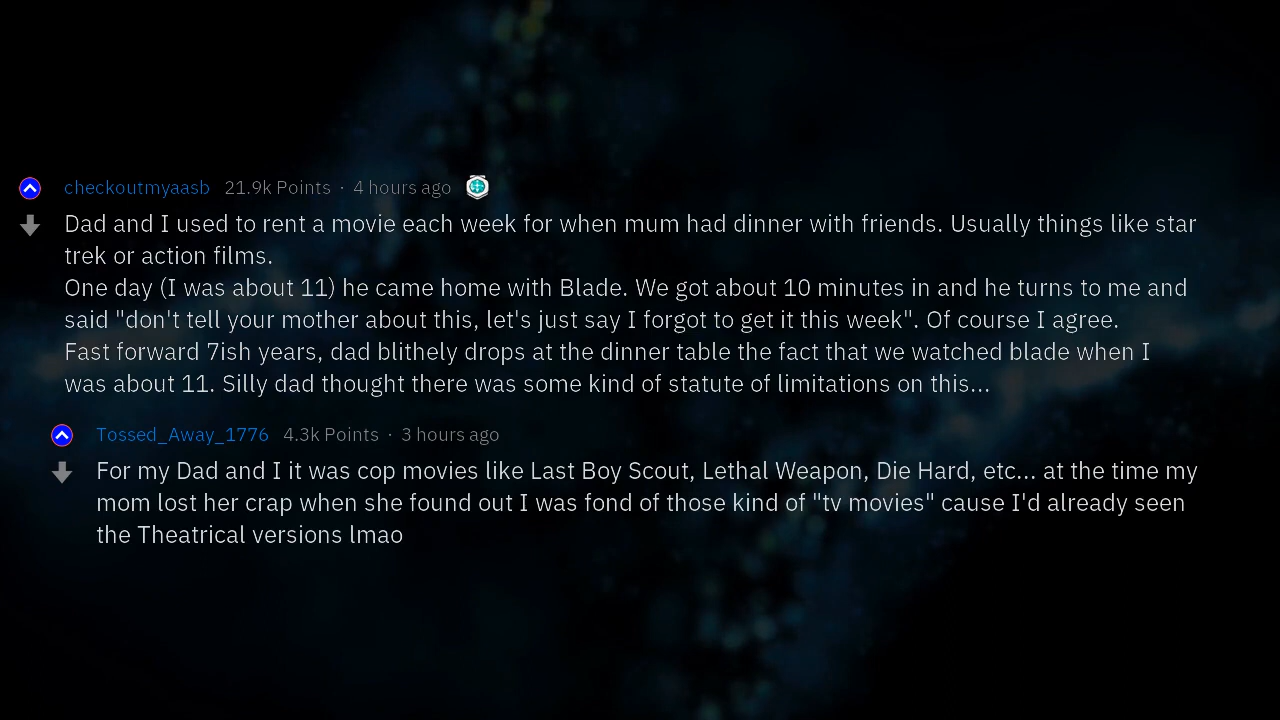 checkoutmyaasb 21.9k Points · 4 hours ago
Dad and I used to rent a movie each week for when mum had dinner with friends. Usually things like star
trek or action films.
One day (I was about 11) he came home with Blade. We got about 10 minutes in and he turns to me and
said "don't tell your mother about this, let's just say I forgot to get it this week". Of course I agree.
Fast forward 7ish years, dad blithely drops at the dinner table the fact that we watched blade when I
was about 11. Silly dad thought there was some kind of statute of limitations on this...
Tossed_Away_1776 4.3k Points · 3 hours ago
For my Dad and I it was cop movies like Last Boy Scout, Lethal Weapon, Die Hard, etc... at the time my
mom lost her crap when she found out I was fond of those kind of "tv movies" cause I'd already seen
the Theatrical versions lmao